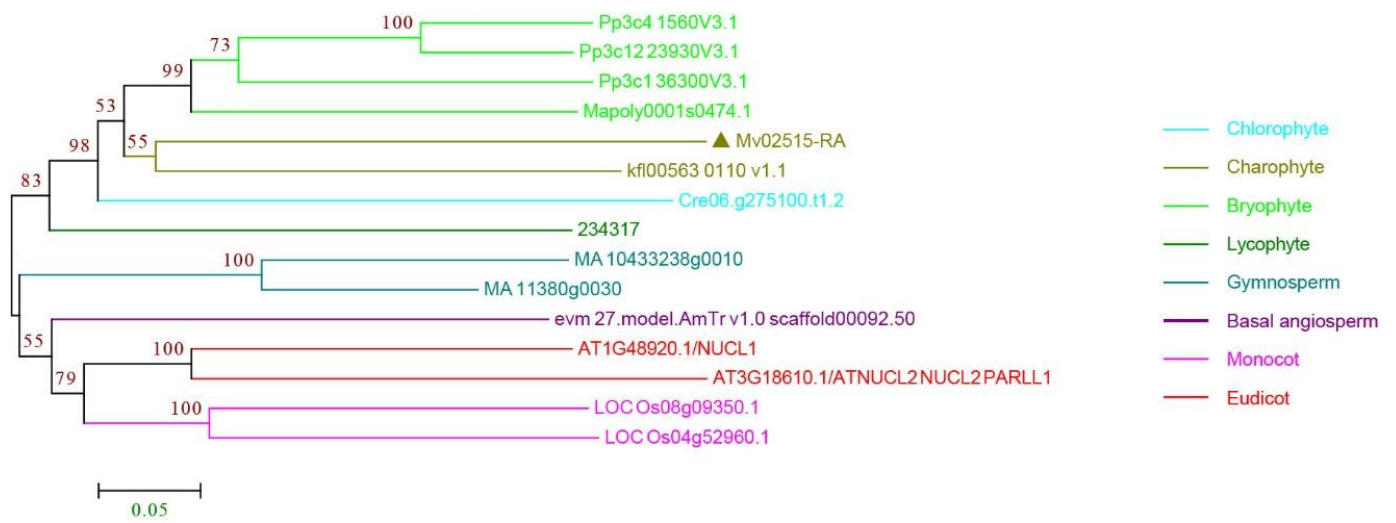 100
Pp3c4 1560V3.1
73
Pp3c12 23930V3.1
99
Pp3c1 36300V3.1
53
Mapoly0001s0474.1
55
Mv02515-RA
98
kfl00563 0110 v1.1
83
Cre06.g275100.t1.2
234317
100
MA 10433238g0010
MA 11380g0030
55
evm 27.model.AmTr v1.0 scaffold00092.50
100
AT1G48920.1/NUCL1
79
AT3G18610.1/ATNUCL2 NUCL2 PARLL1
100
LOC Os08g09350.1
LOC Os04g52960.1
0.05
Chlorophyte
Charophyte
Bryophyte
Lycophyte
Gymnosperm
Basal angiosperm
Monocot
Eudicot